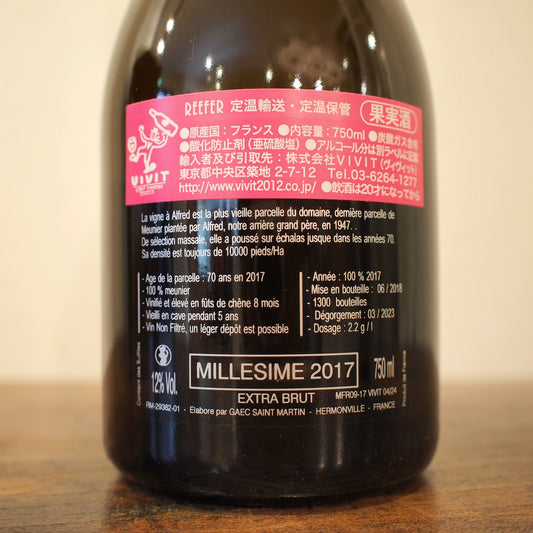 REEFER 定温輸送・定温保管 果実酒
●原産国：フランス ●内容量：750ml ●炭酸ガス含有
●酸化防止剤(亜硫酸塩) ●アルコール分は別ラベルに記載
輸入者及び引取先：株式会社VIVIT(ヴィヴィット)
東京都中央区築地 2-7-12 Tel.03-6264-1277
http://www.vivit2012.co.jp/ ●飲酒は20才になってから
VIVIT
La vigne à Alfred est la plus vieille parcelle du domaine, dernière parcelle de
Meunier plantée par Alfred, notre arrière grand père, en 1947. .
De sélection massale, elle a poussé sur échalas jusque dans les années 70.
Sa densité est toujours de 10000 pieds/Ha
- Age de la parcelle : 70 ans en 2017
- 100 % meunier
- Vinifié et élevé en fûts de chêne 8 mois
- Vieilli en cave pendant 5 ans
- Vin Non Filtré, un léger dépôt est possible
- Année : 100 % 2017
- Mise en bouteille : 06 / 2018
- 1300 bouteilles
- Dégorgement : 03 / 2023
- Dosage : 2.2 g / l
Contient des Sulfites
12% Vol.
MILLESIME 2017
750 ml
Produit de France
EXTRA BRUT
MFR09-17 VIVIT 04/24
RM-29382-01 - Elabore par GAEC SAINT MARTIN - HERMONVILLE - FRANCE